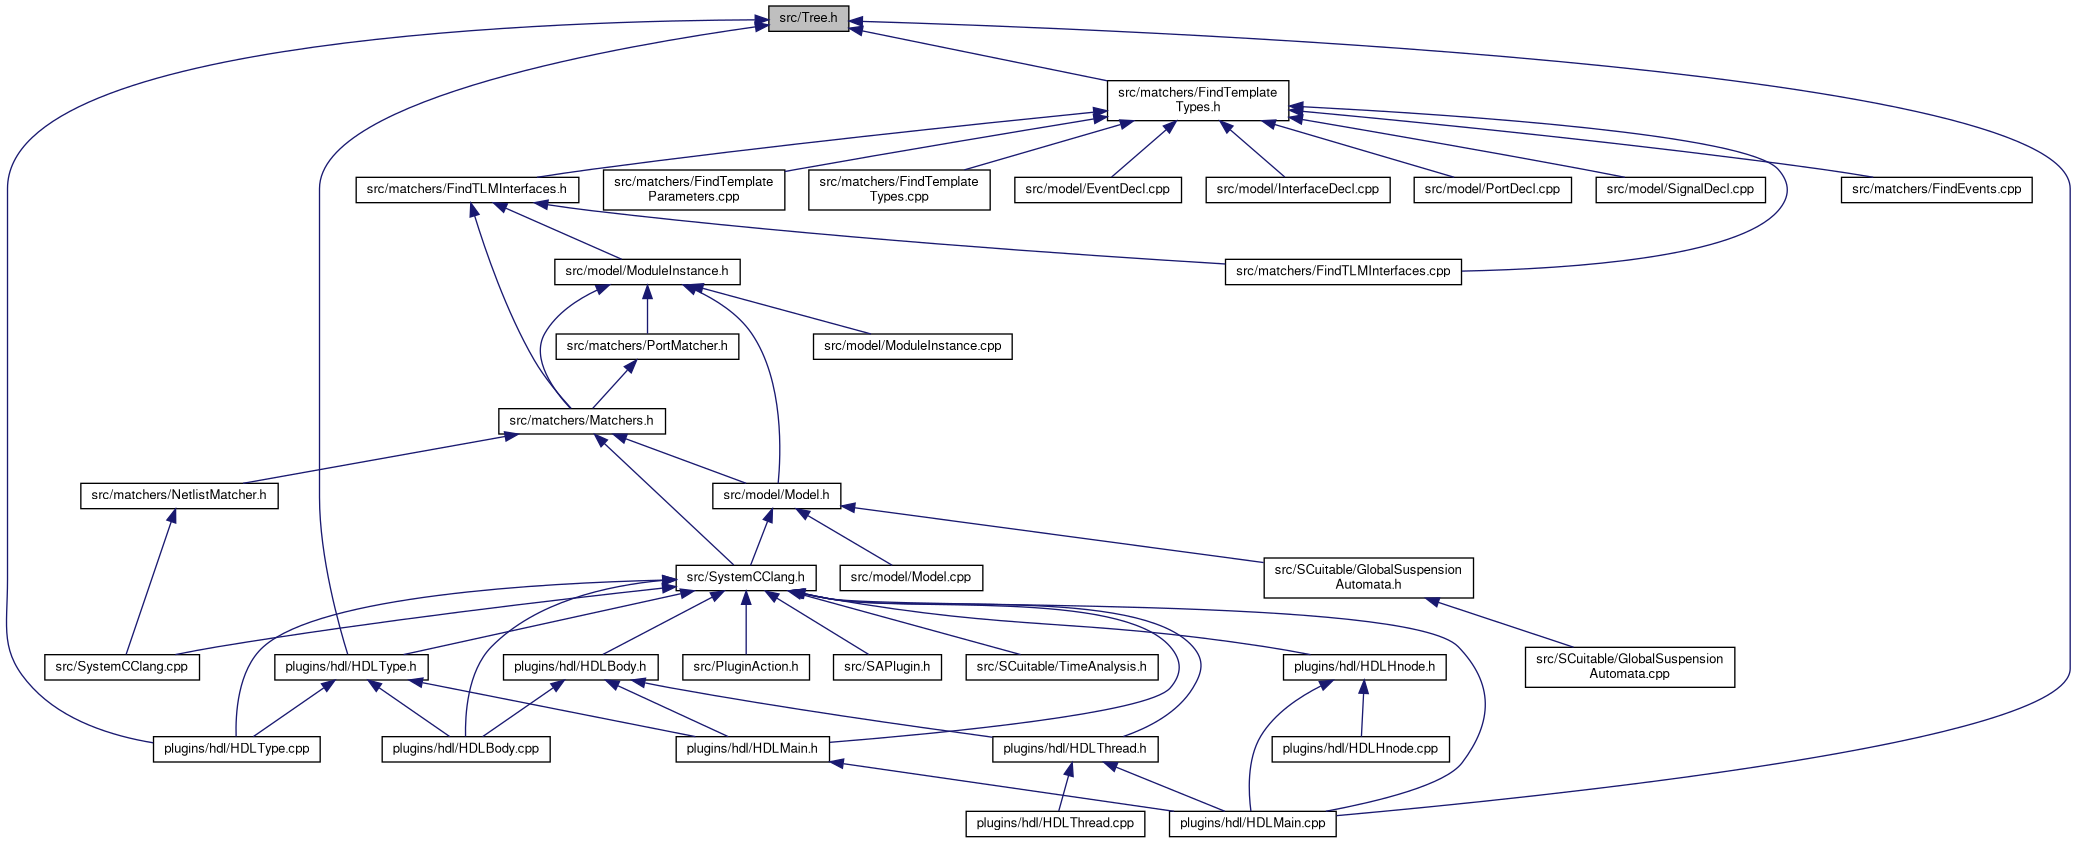 src/Tree.h
src/matchers/FindTemplate
Types.h
src/matchers/FindTLMInterfaces.h
src/matchers/FindTemplate
Parameters.cpp
src/matchers/FindTemplate
Types.cpp
src/model/EventDecl.cpp
src/model/InterfaceDecl.cpp
src/model/PortDecl.cpp
src/model/SignalDecl.cpp
src/matchers/FindEvents.cpp
src/model/ModuleInstance.h
src/matchers/FindTLMInterfaces.cpp
src/matchers/PortMatcher.h
src/model/ModuleInstance.cpp
src/matchers/Matchers.h
src/matchers/NetlistMatcher.h
src/model/Model.h
src/SystemCClang.h
src/model/Model.cpp
src/SCuitable/GlobalSuspension
Automata.h
src/SystemCClang.cpp
plugins/hdl/HDLType.h
plugins/hdl/HDLBody.h
src/PluginAction.h
src/SAPlugin.h
src/SCuitable/TimeAnalysis.h
plugins/hdl/HDLHnode.h
src/SCuitable/GlobalSuspension
Automata.cpp
plugins/hdl/HDLType.cpp
plugins/hdl/HDLBody.cpp
plugins/hdl/HDLMain.h
plugins/hdl/HDLThread.h
plugins/hdl/HDLHnode.cpp
plugins/hdl/HDLThread.cpp
plugins/hdl/HDLMain.cpp